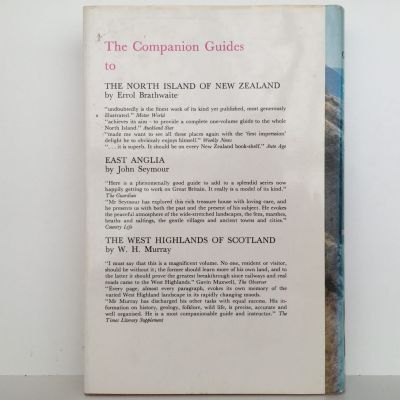 The Companion Guides
to
THE NORTH ISLAND OF NEW ZEALAND
by Errol Brathwaite
"undoubtedly is the finest work of its kind yet published, most generously
illustrated." Motor World
"achieves its aim – to provide a complete one-volume guide to the whole
North Island." Auckland Star
"made me want to see all these places again with the 'first impression'
delight he so obviously enjoys himself." Weekly News
". . . it is superb. It should be on every New Zealand book-shelf." Auto Age
EAST ANGLIA
by John Seymour
"Here is a phenomenally good guide to add to a splendid series now
happily getting to work on Great Britain. It really is a model of its kind."
The Guardian
"Mr Seymour has explored this rich treasure house with loving care, and
he presents us with both the past and the present of his subject. He evokes
the peaceful atmosphere of the wide-stretched landscapes, the fens, marshes,
heaths and saltings, the gentle villages and ancient towns and cities."
Country Life
THE WEST HIGHLANDS OF SCOTLAND
by W. H. Murray
"I must say that this is a magnificent volume. No one, resident or visitor,
should be without it; the former should learn more of his own land, and to
the latter it should prove the greatest breakthrough since railways and real
roads came to the West Highlands." Gavin Maxwell, The Observer
"Every page, almost every paragraph, evokes its own memory of the
varied West Highland landscape in its rapidly changing moods.
"Mr Murray has discharged his other tasks with equal success. His in-
formation on history, geology, folklore, wild life, is precise, accurate and
well organised. He is a most companionable guide and instructor." The
Times Literary Supplement